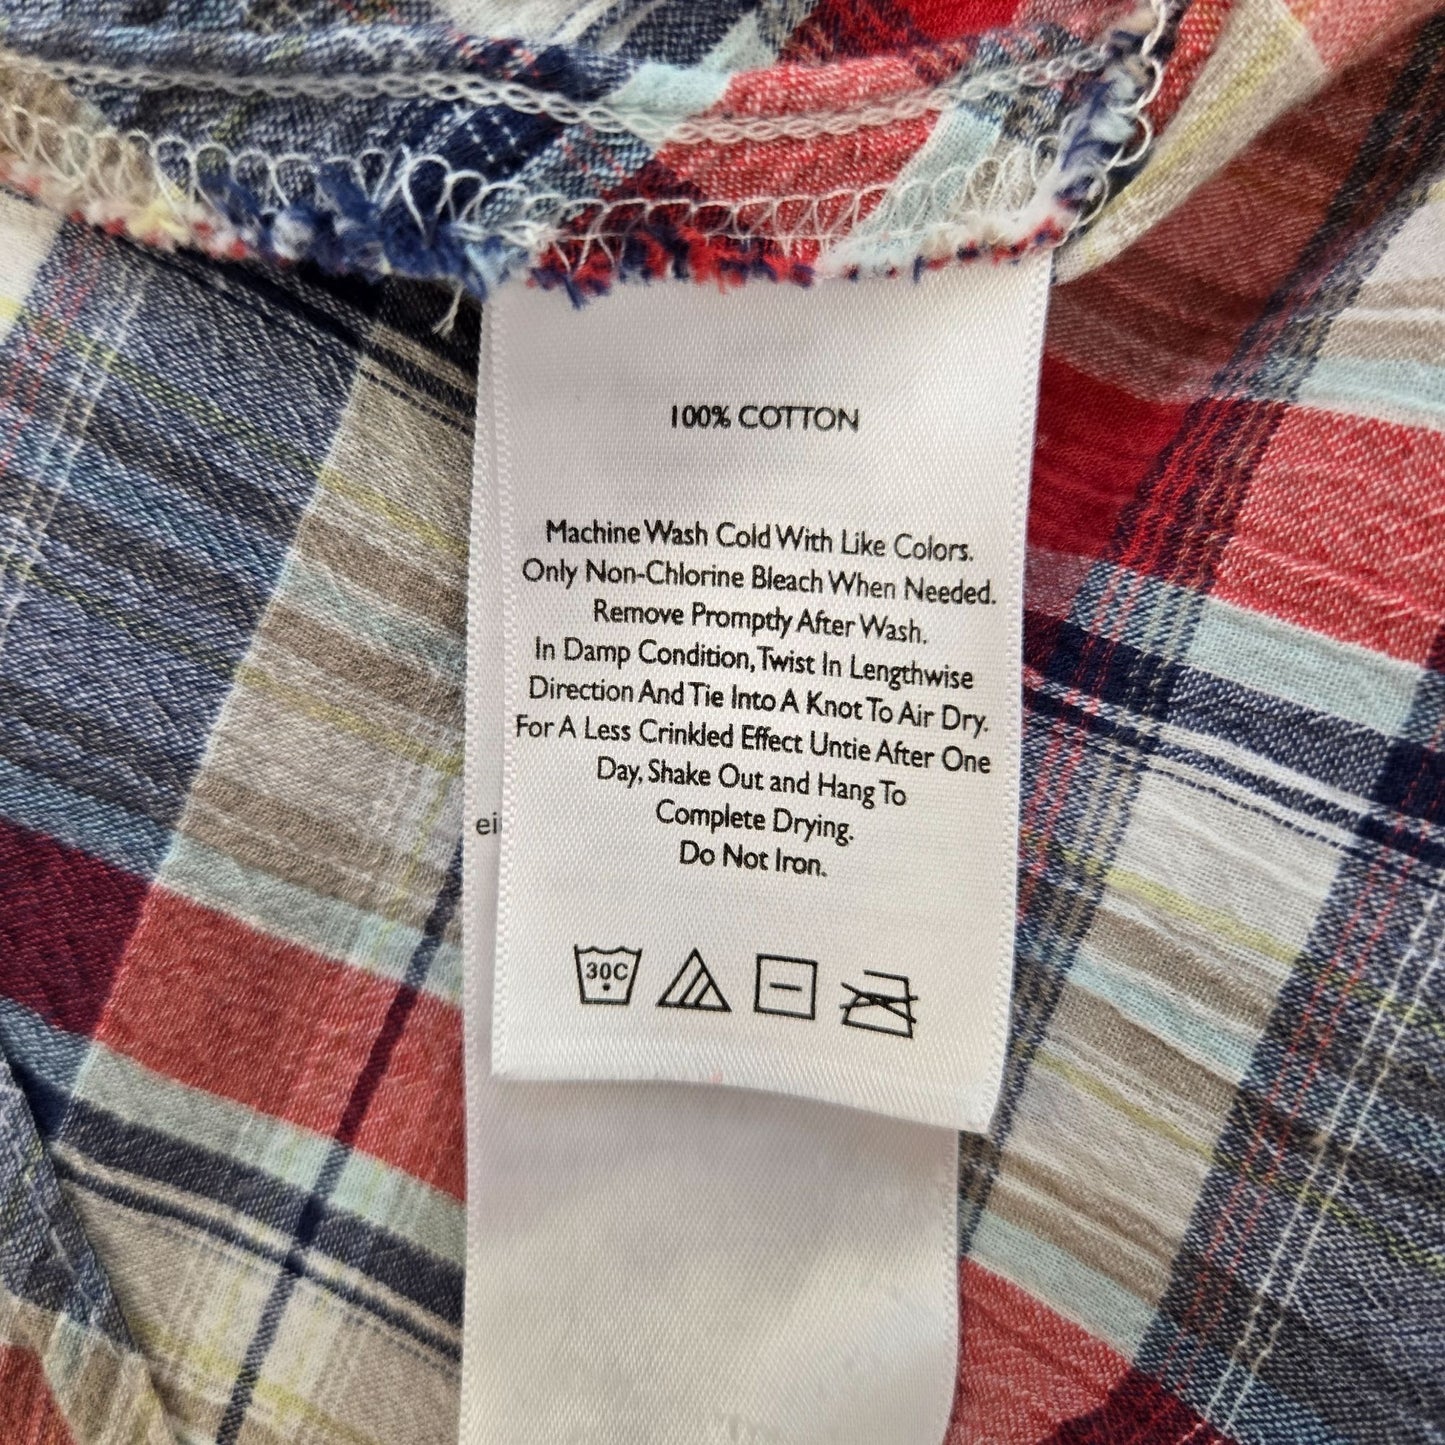 100% COTTON
Machine Wash Cold With Like Colors.
Only Non-Chlorine Bleach When Needed.
Remove Promptly After Wash.
In Damp Condition, Twist In Lengthwise
Direction And Tie Into A Knot To Air Dry.
For A Less Crinkled Effect Untie After One
Day, Shake Out and Hang To
Complete Drying.
Do Not Iron.
30C